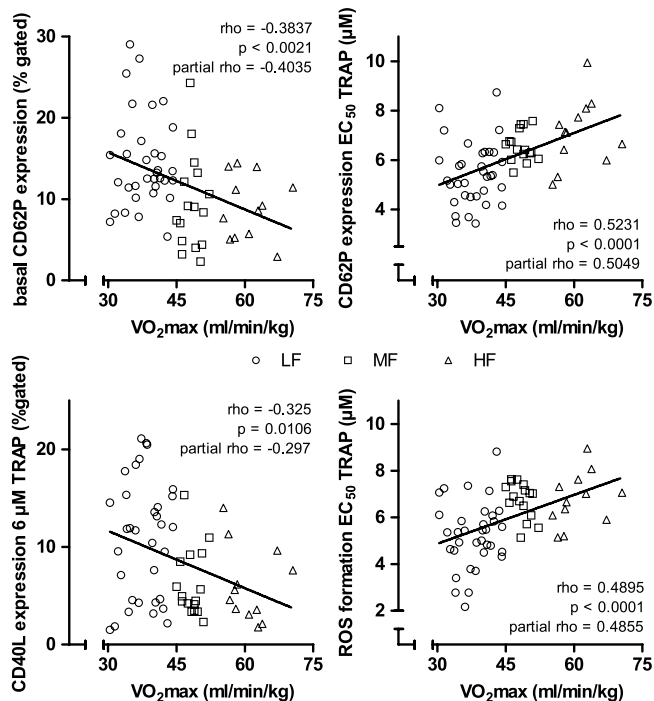 basal CD62P expression (% gated)
30
20
10
0
rho = -0.3837
p < 0.0021
partial rho = -0.4035
30
45
60
75
VO₂max (ml/min/kg)
CD62P expression EC₅₀ TRAP (µM)
10
8
6
4
2
0
rho = 0.5231
p < 0.0001
partial rho = 0.5049
30
45
60
75
VO₂max (ml/min/kg)
LF
MF
HF
CD40L expression 6 µM TRAP (%gated)
20
10
0
rho = -0.325
p = 0.0106
partial rho = -0.297
30
45
60
75
VO₂max (ml/min/kg)
ROS formation EC₅₀ TRAP (µM)
10
8
6
4
2
0
rho = 0.4895
p < 0.0001
partial rho = 0.4855
30
45
60
75
VO₂max (ml/min/kg)